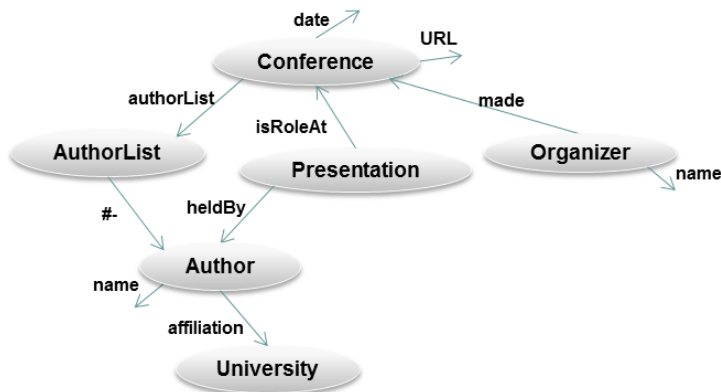 date
URL
Conference
authorList
made
isRoleAt
AuthorList
Presentation
Organizer
name
#-
heldBy
Author
name
affiliation
University